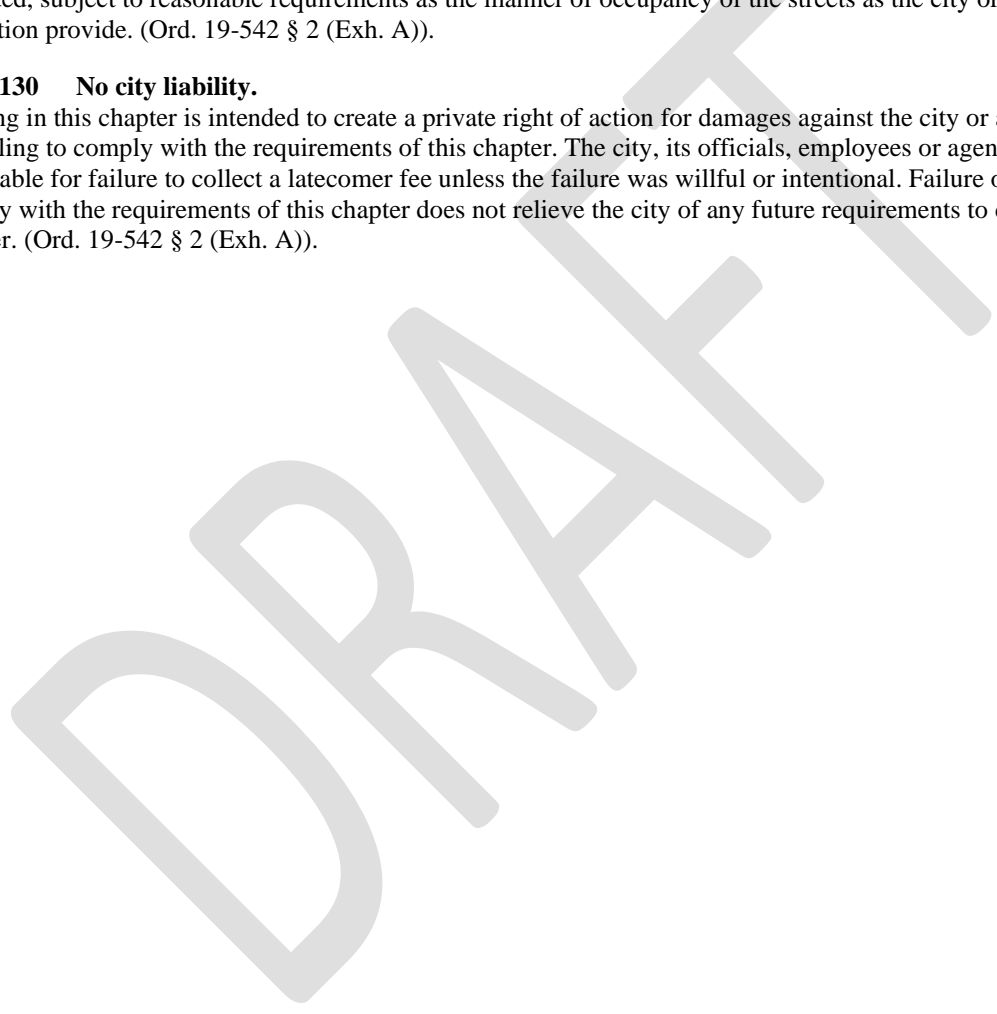 ted, subject to reasonable requirements as the manner of occupancy of the streets as the city or
tion provide. (Ord. 19-542 § 2 (Exh. A)).
130 No city liability.
ng in this chapter is intended to create a private right of action for damages against the city or a
ling to comply with the requirements of this chapter. The city, its officials, employees or agen
able for failure to collect a latecomer fee unless the failure was willful or intentional. Failure o
y with the requirements of this chapter does not relieve the city of any future requirements to c
r. (Ord. 19-542 § 2 (Exh. A)).
DRAFT